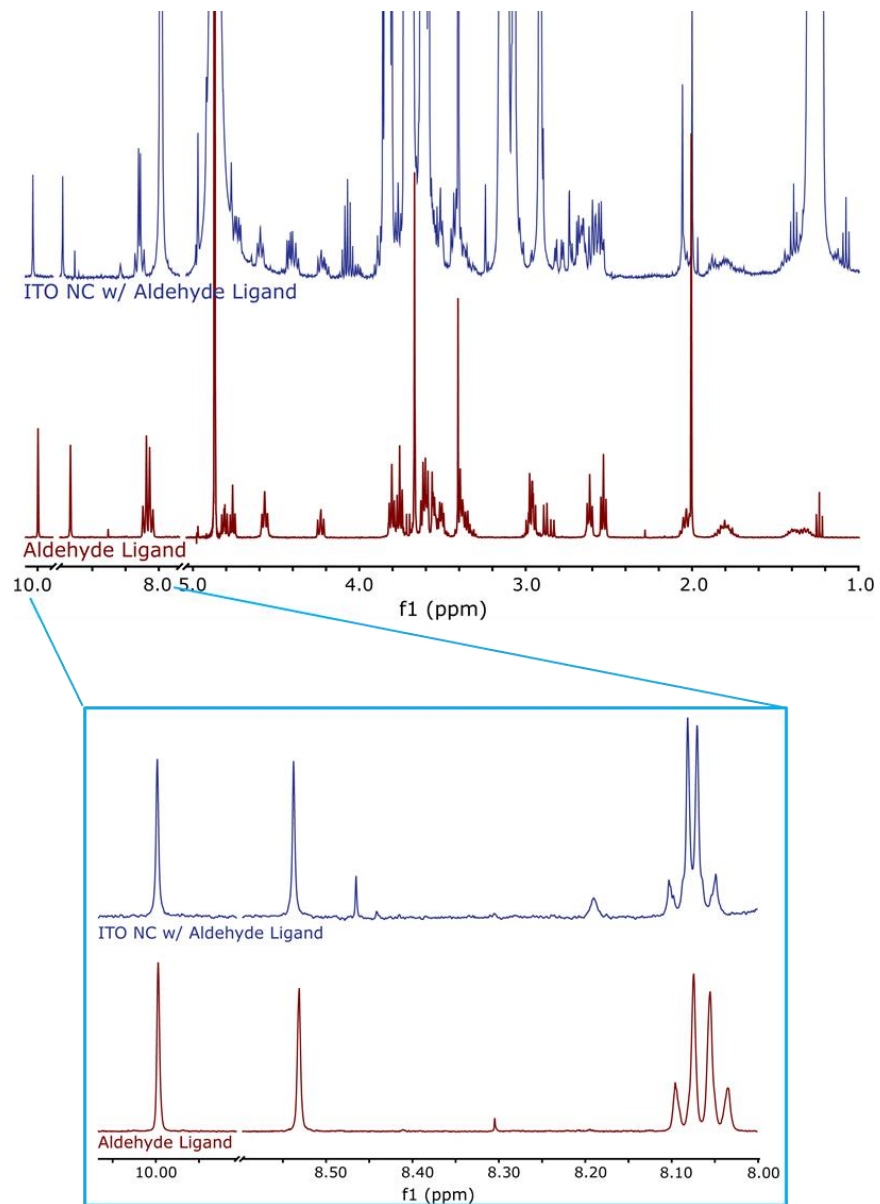 ITO NC w/ Aldehyde Ligand
Aldehyde Ligand
10.0 8.0 5.0 4.0 3.0 2.0 1.0
f1 (ppm)
ITO NC w/ Aldehyde Ligand
Aldehyde Ligand
10.00 8.50 8.40 8.30 8.20 8.10 8.00
f1 (ppm)